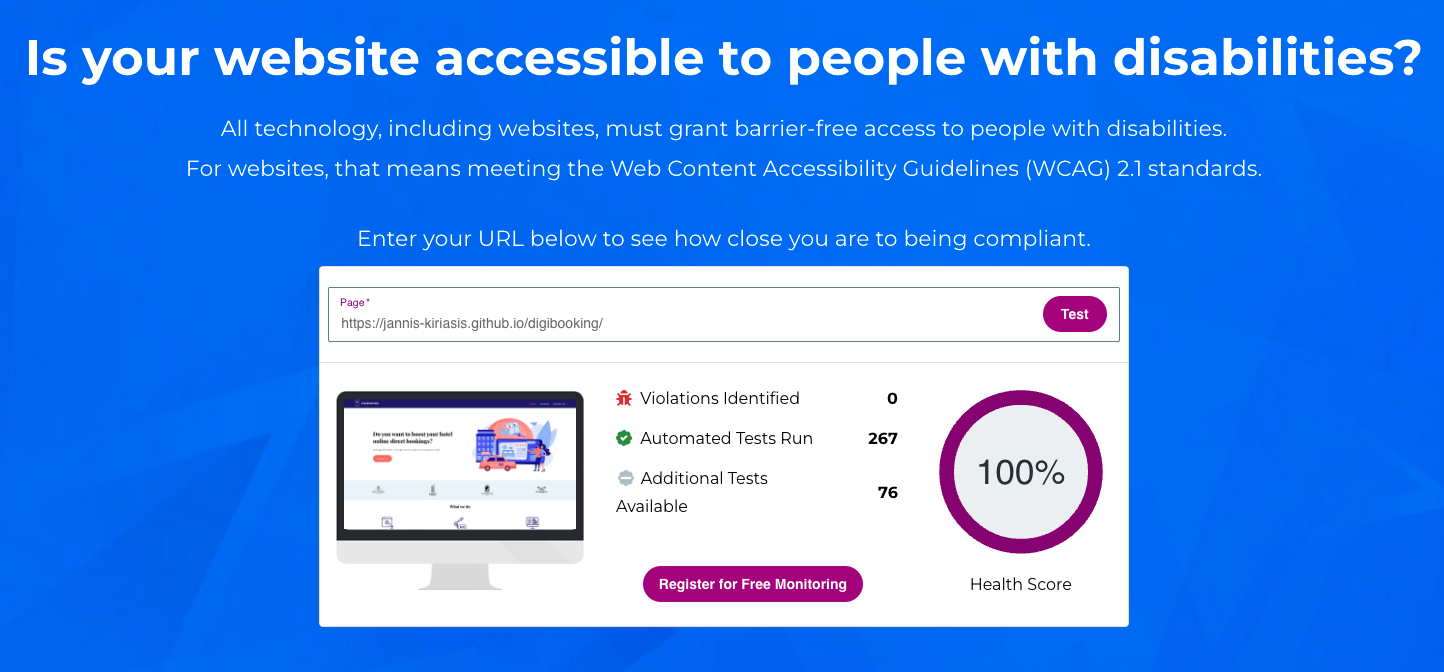 Is your website accessible to people with disabilities?
All technology, including websites, must grant barrier-free access to people with disabilities.
For websites, that means meeting the Web Content Accessibility Guidelines (WCAG) 2.1 standards.
Enter your URL below to see how close you are to being compliant.
Page*
https://jannis-kiriasis.github.io/digibooking/
Test
Do you want to boost your hotel
online direct bookings?
What we do
Violations Identified 0
Automated Tests Run 267
Additional Tests
Available 76
Register for Free Monitoring
100%
Health Score